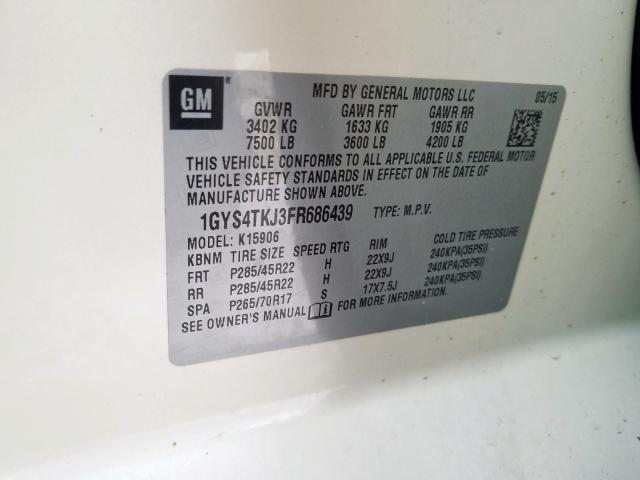 GM
MFD BY GENERAL MOTORS LLC 05/15
GVWR GAWR FRT GAWR RR
3402 KG 1633 KG 1905 KG
7500 LB 3600 LB 4200 LB
THIS VEHICLE CONFORMS TO ALL APPLICABLE U.S. FEDERAL MOTOR
VEHICLE SAFETY STANDARDS IN EFFECT ON THE DATE OF
MANUFACTURE SHOWN ABOVE.
1GYS4TKJ3FR686439 TYPE: M.P.V.
MODEL: K15906
KBNM TIRE SIZE SPEED RTG RIM COLD TIRE PRESSURE
FRT P285/45R22 H 22X9J 240KPA(35PSI)
RR P285/45R22 H 22X9J 240KPA(35PSI)
SPA P265/70R17 S 17X7.5J 240KPA(35PSI)
SEE OWNER'S MANUAL FOR MORE INFORMATION.